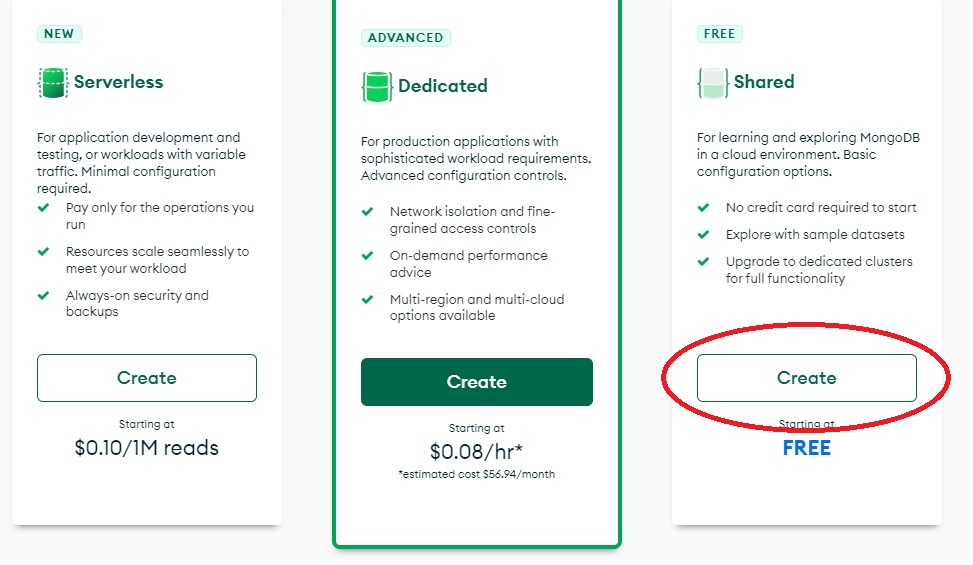 NEW
Serverless
For application development and
testing, or workloads with variable
traffic. Minimal configuration
required.
Pay only for the operations you
run
Resources scale seamlessly to
meet your workload
Always-on security and
backups
Create
Starting at
$0.10/1M reads
ADVANCED
Dedicated
For production applications with
sophisticated workload requirements.
Advanced configuration controls.
Network isolation and fine-
grained access controls
On-demand performance
advice
Multi-region and multi-cloud
options available
Create
Starting at
$0.08/hr*
*estimated cost $56.94/month
FREE
Shared
For learning and exploring MongoDB
in a cloud environment. Basic
configuration options.
No credit card required to start
Explore with sample datasets
Upgrade to dedicated clusters
for full functionality
Create
Starting at
FREE